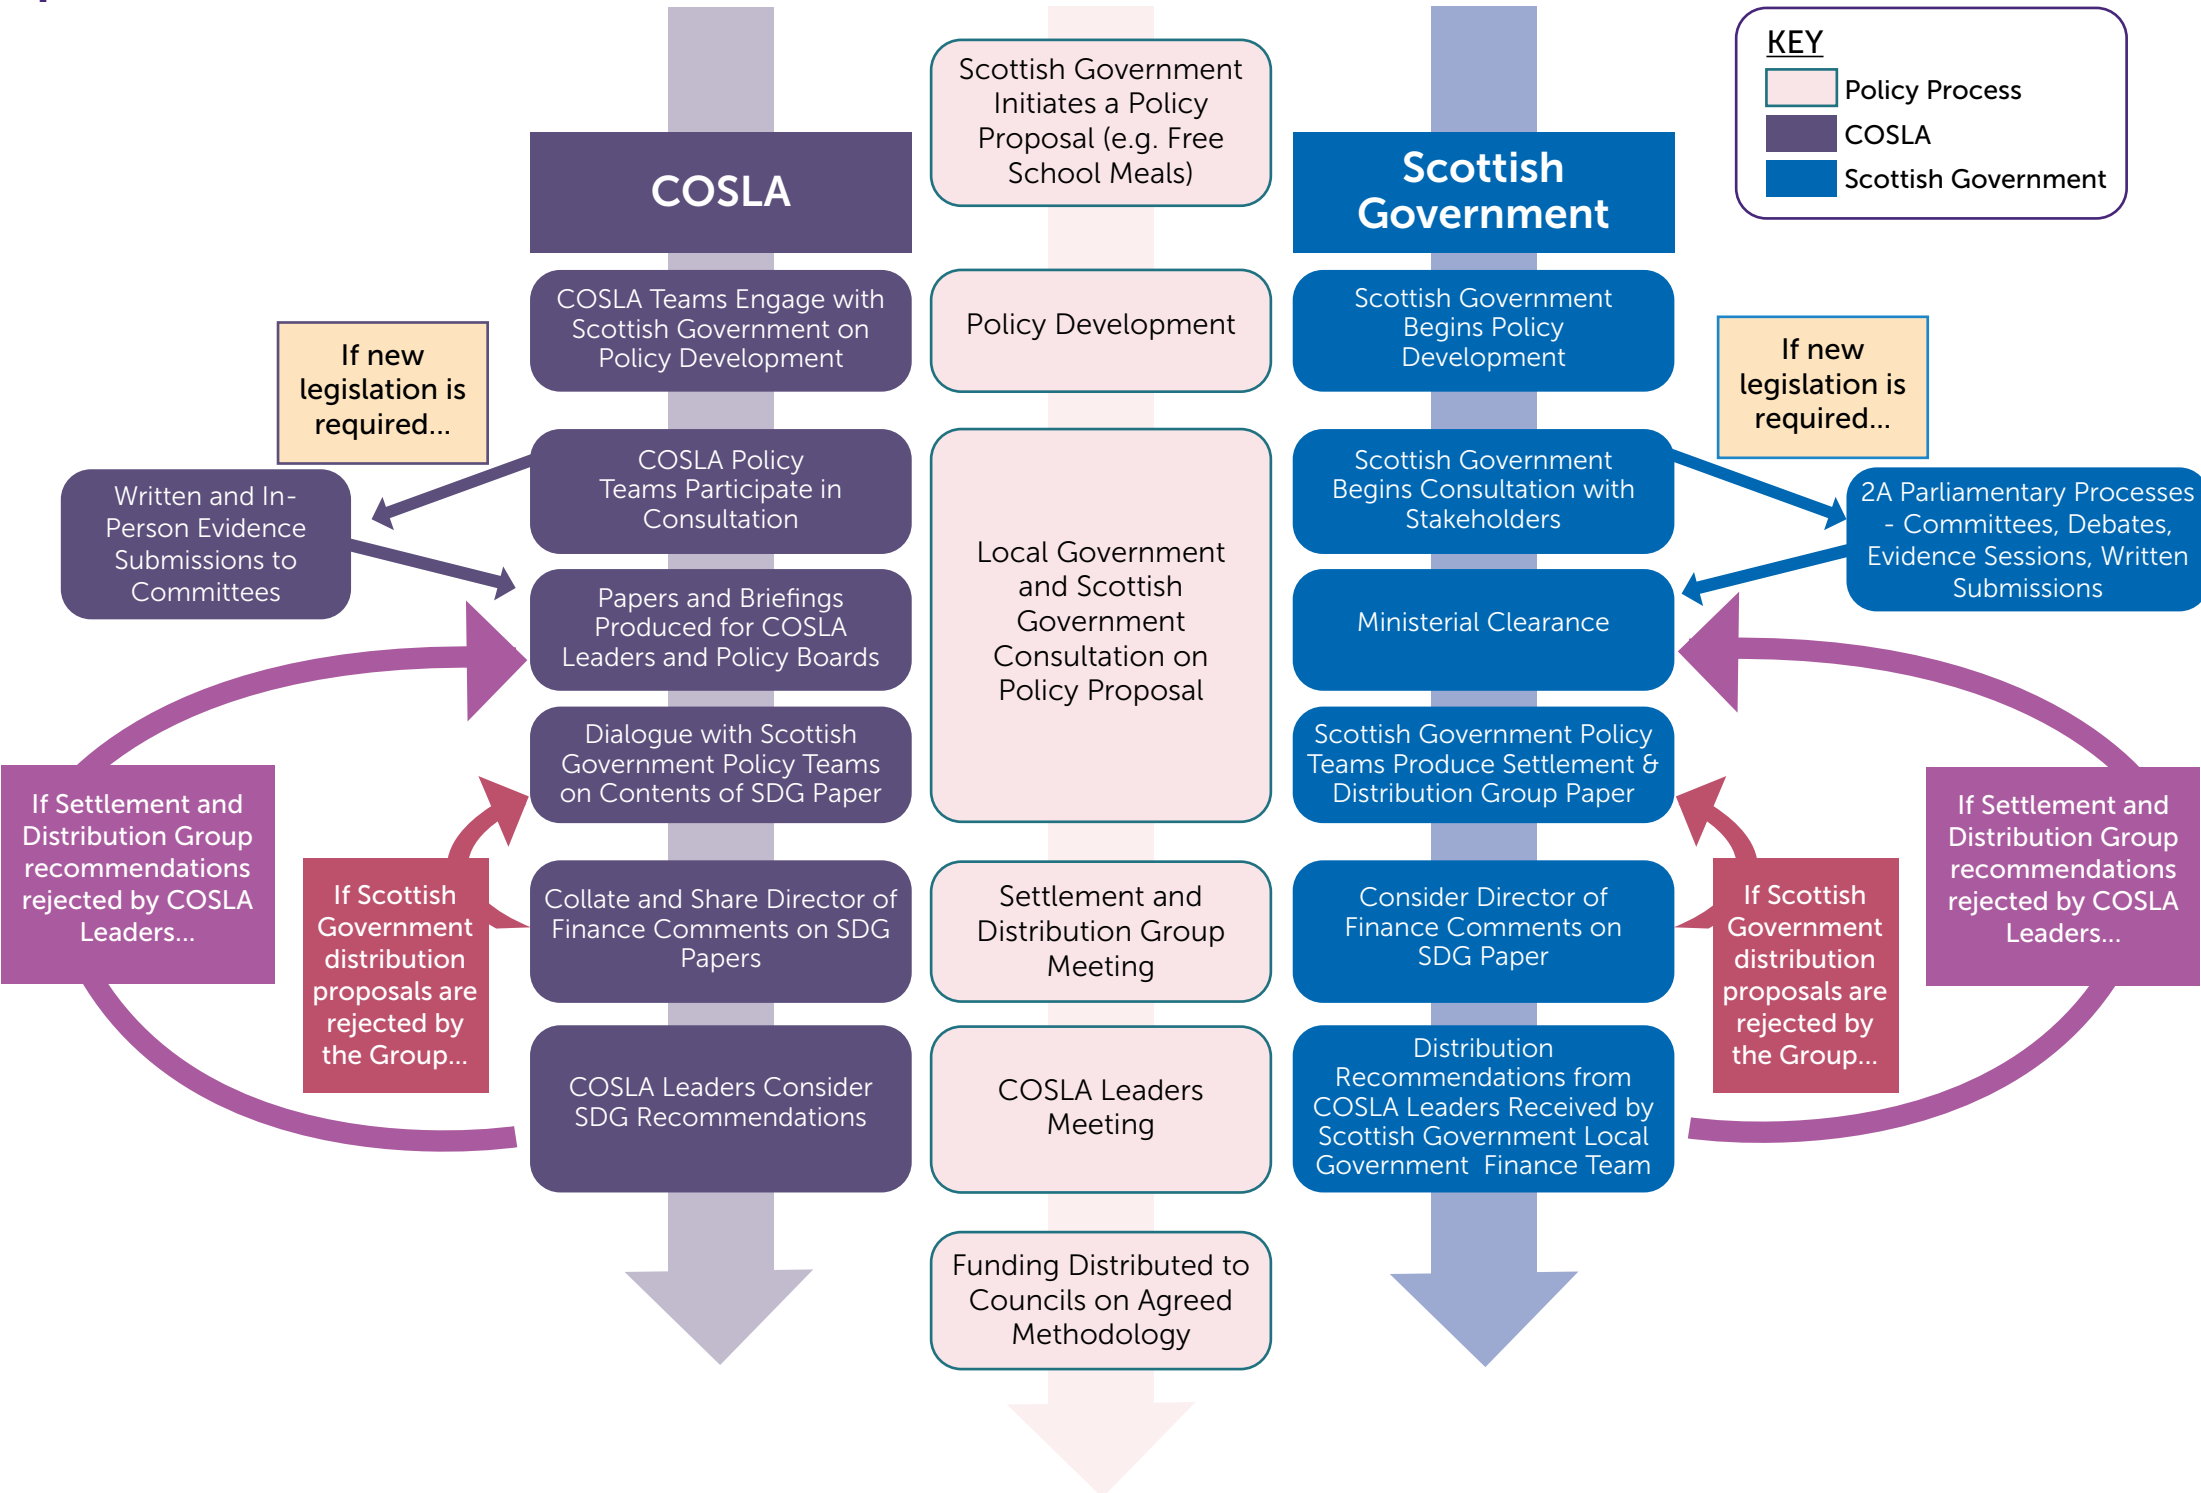 Scottish Government
Initiates a Policy
Proposal (e.g. Free
School Meals)
KEY
Policy Process
COSLA
Scottish Government
COSLA
Scottish
Government
COSLA Teams Engage with
Scottish Government on
Policy Development
Policy Development
Scottish Government
Begins Policy
Development
If new
legislation is
required...
If new
legislation is
required...
COSLA Policy
Teams Participate in
Consultation
Scottish Government
Begins Consultation with
Stakeholders
Written and In-
Person Evidence
Submissions to
Committees
2A Parliamentary Processes
- Committees, Debates,
Evidence Sessions, Written
Submissions
Local Government
and Scottish
Government
Consultation on
Policy Proposal
Papers and Briefings
Produced for COSLA
Leaders and Policy Boards
Ministerial Clearance
Dialogue with Scottish
Government Policy Teams
on Contents of SDG Paper
Scottish Government Policy
Teams Produce Settlement &
Distribution Group Paper
If Settlement and
Distribution Group
recommendations
rejected by COSLA
Leaders...
If Scottish
Government
distribution
proposals are
rejected by
the Group...
Collate and Share Director of
Finance Comments on SDG
Papers
Settlement and
Distribution Group
Meeting
Consider Director of
Finance Comments on
SDG Paper
If Scottish
Government
distribution
proposals are
rejected by
the Group...
If Settlement and
Distribution Group
recommendations
rejected by COSLA
Leaders...
COSLA Leaders Consider
SDG Recommendations
COSLA Leaders
Meeting
Distribution
Recommendations from
COSLA Leaders Received by
Scottish Government Local
Government  Finance Team
Funding Distributed to
Councils on Agreed
Methodology